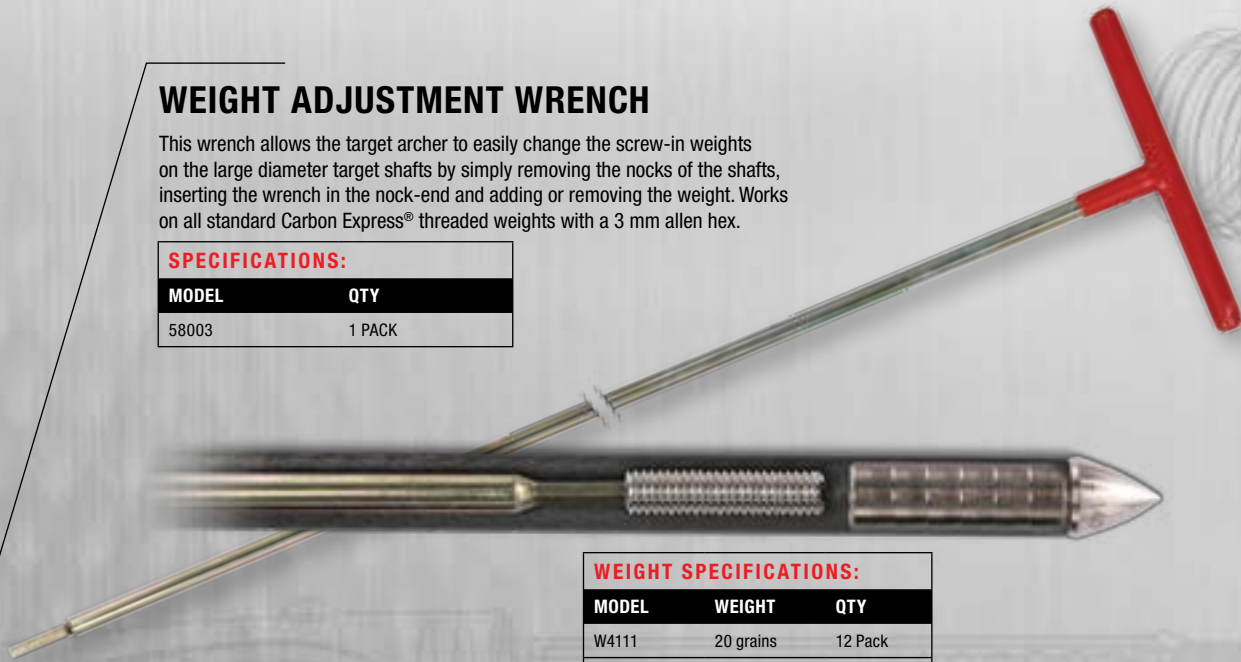 WEIGHT ADJUSTMENT WRENCH
This wrench allows the target archer to easily change the screw-in weights
on the large diameter target shafts by simply removing the nocks of the shafts,
inserting the wrench in the nock-end and adding or removing the weight. Works
on all standard Carbon Express® threaded weights with a 3 mm allen hex.
SPECIFICATIONS:
MODEL QTY
58003 1 PACK
WEIGHT SPECIFICATIONS:
MODEL WEIGHT QTY
W4111 20 grains 12 Pack